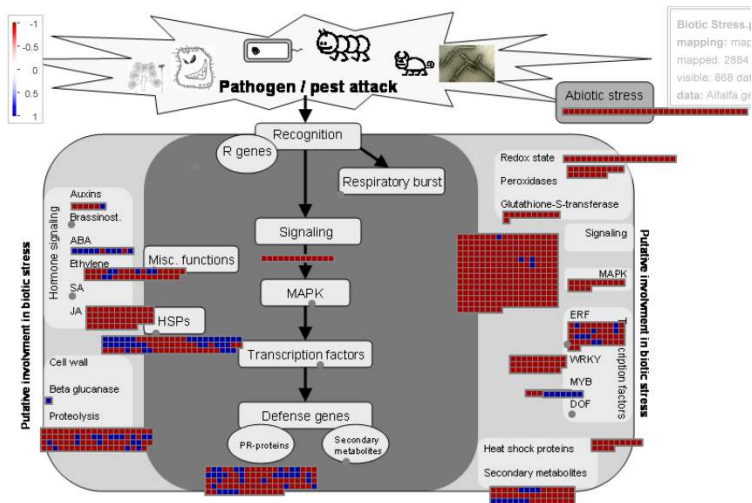 -1
0.5
0
0.5
1
Biotic Stress.p
mapping: map
mapped: 2884
visible: 868 dat
data: Alfalfa.ge
Pathogen / pest attack
Abiotic stress
Recognition
R genes
Respiratory burst
Redox state
Peroxidases
Glutathione-S-transferase
Auxins
Brassinost.
ABA
Ethylene
SA
JA
Hormone signaling
Misc. functions
Signaling
Signaling
MAPK
MAPK
HSPs
Transcription factors
ERF
WRKY
MYB
DOF
cription factors
Putative involvment in biotic stress
Putative involvment in biotic stress
Cell wall
Beta glucanase
Proteolysis
Defense genes
PR-proteins
Secondary
metabolites
Heat shock proteins
Secondary metabolites